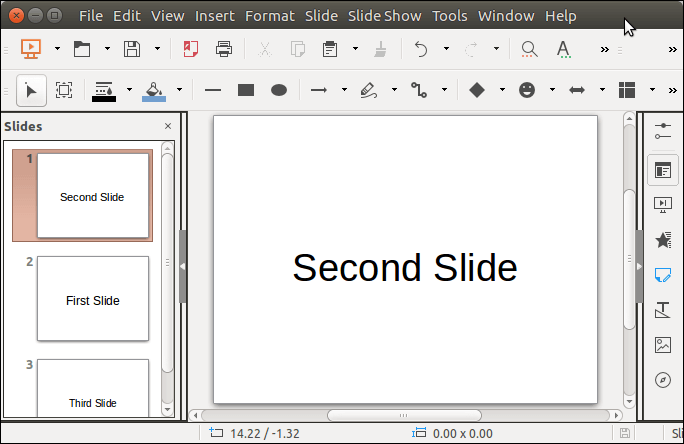 File Edit View Insert Format Slide Slide Show Tools Window Help
Slides
1
Second Slide
2
First Slide
3
Third Slide
Second Slide
14.22 / -1.32
0.00 x 0.00
Sli